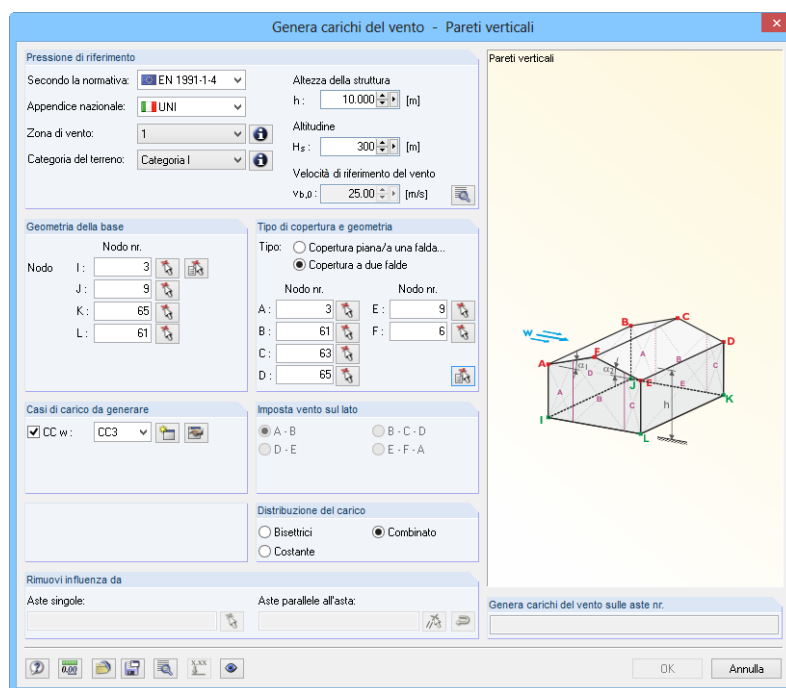 Genera carichi del vento - Pareti verticali
Pressione di riferimento
Secondo la normativa: EN 1991-1-4
Appendice nazionale: UNI
Zona di vento: 1
Categoria del terreno: Categoria I
Altezza della struttura
h : 10.000 [m]
Altitudine
Hs : 300 [m]
Velocità di riferimento del vento
vb,0 : 25.00 [m/s]
Geometria della base
Nodo nr.
Nodo I : 3
J : 9
K : 65
L : 61
Tipo di copertura e geometria
Tipo: Copertura piana/a una falda...
Copertura a due falde
Nodo nr. Nodo nr.
A : 3 E : 9
B : 61 F : 6
C : 63
D : 65
Casi di carico da generare
CC w : CC3
Imposta vento sul lato
A - B B - C - D
D - E E - F - A
Distribuzione del carico
Bisettrici Combinato
Costante
Rimuovi influenza da
Aste singole: Aste parallele all'asta:
Pareti verticali
w
B C
A F D
A B C
α1 α2
D E
J E
A B C h
I K
L
Genera carichi del vento sulle aste nr.
0.00 x.xx
OK Annulla